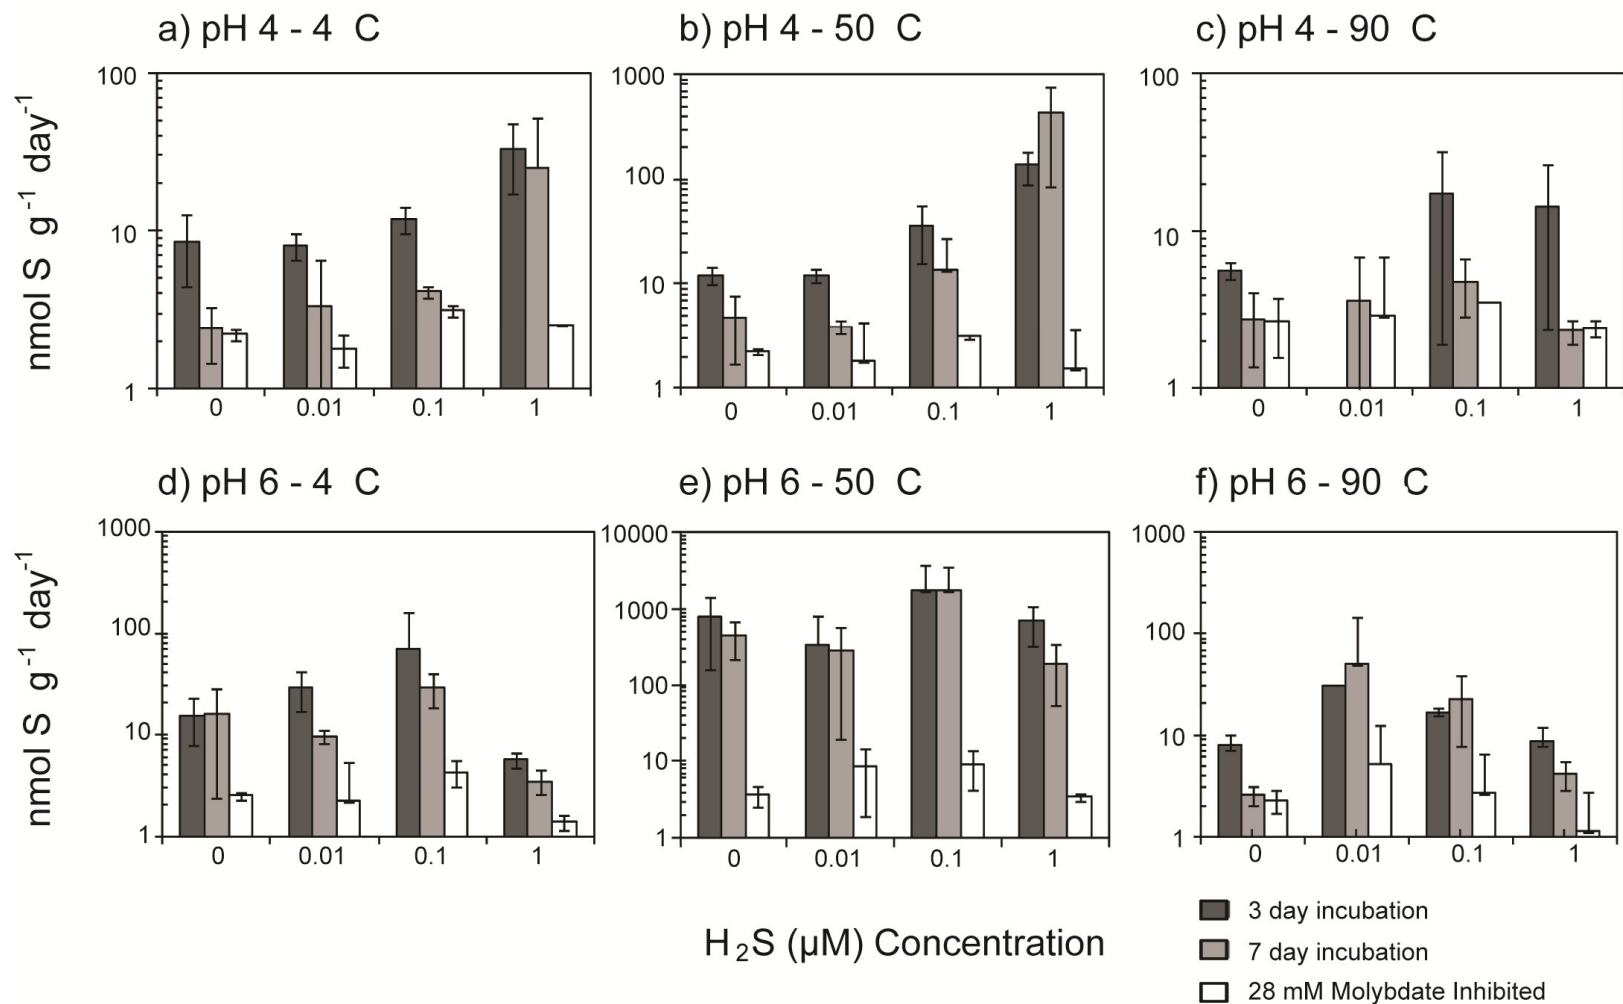 a) pH 4 - 4 C
b) pH 4 - 50 C
c) pH 4 - 90 C
nmol S g⁻¹ day⁻¹
100
10
1
0 0.01 0.1 1
1000
100
10
1
0 0.01 0.1 1
100
10
1
0 0.01 0.1 1
d) pH 6 - 4 C
e) pH 6 - 50 C
f) pH 6 - 90 C
nmol S g⁻¹ day⁻¹
1000
100
10
1
0 0.01 0.1 1
10000
1000
100
10
1
0 0.01 0.1 1
1000
100
10
1
0 0.01 0.1 1
H₂S (µM) Concentration
3 day incubation
7 day incubation
28 mM Molybdate Inhibited